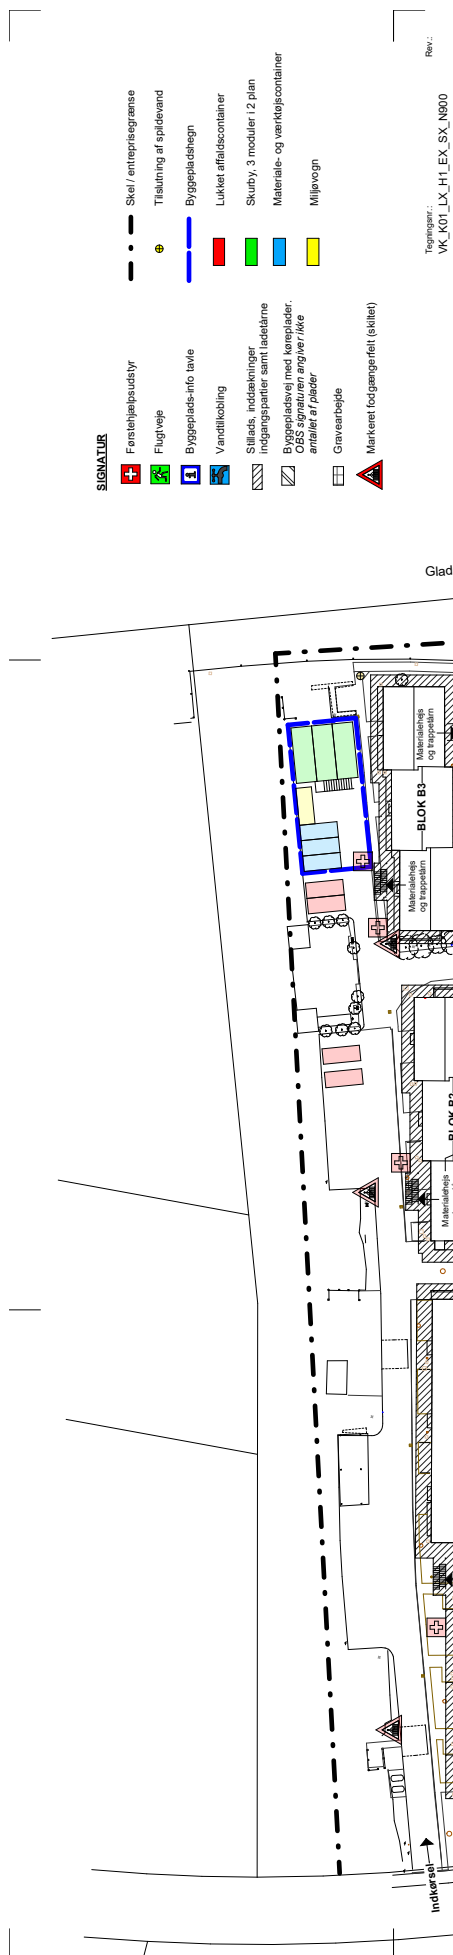 SIGNATUR
Førstehjælpsudstyr
Flugtveje
Byggeplads-info tavle
Vandtilkobling
Stillads, inddækninger
indgangspartier samt ladetårne
Byggepladsvej med køreplader.
OBS signaturen angiver ikke
antallet af plader
Gravearbejde
Markeret fodgængerfelt (skiltet)
Skel / entreprisegrænse
Tilslutning af spildevand
Byggepladshegn
Lukket affaldscontainer
Skurby, 3 moduler i 2 plan
Materiale- og værktøjscontainer
Miljøvogn
Tegningsnr.:
VK_K01_LX_H1_EX_SX_N900
Rev.:
Glad
Materialehejs
og trappetårn
BLOK B3
Materialehejs
og trappetårn
BLOK B2
Materialehejs
Indkørsel